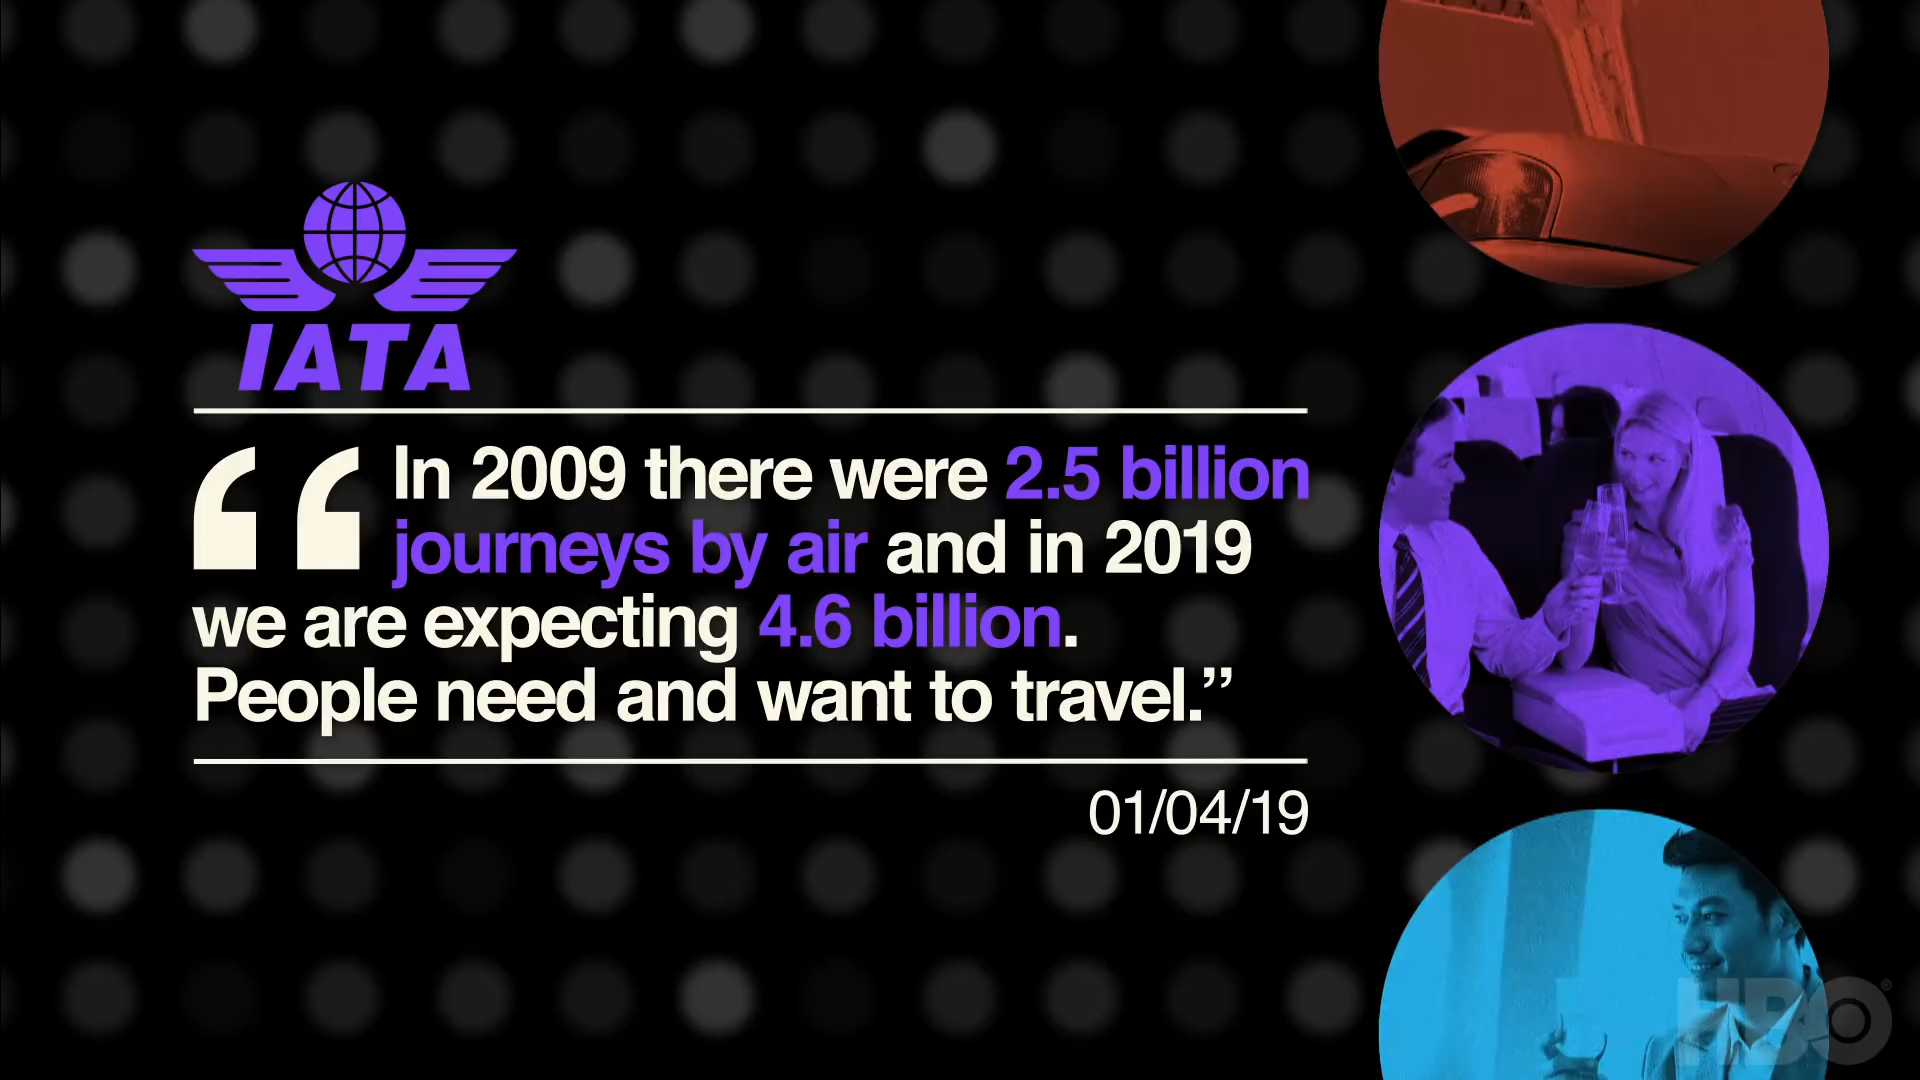 IATA
“In 2009 there were 2.5 billion
journeys by air and in 2019
we are expecting 4.6 billion.
People need and want to travel.”
01/04/19
HBO®